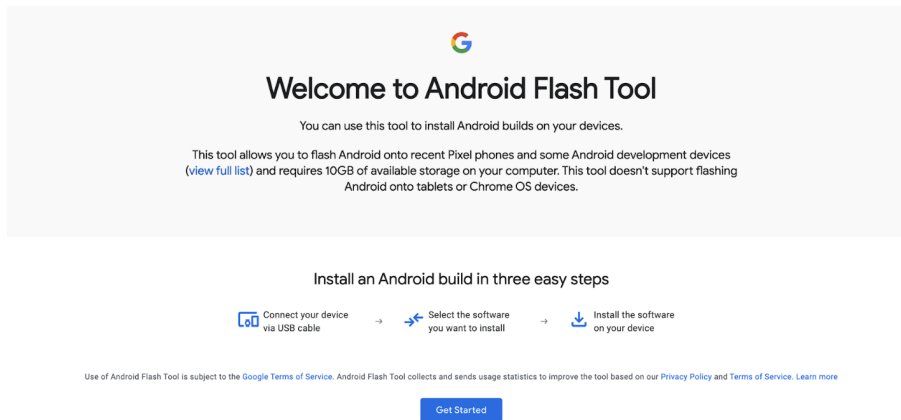 Welcome to Android Flash Tool
You can use this tool to install Android builds on your devices.
This tool allows you to flash Android onto recent Pixel phones and some Android development devices
(view full list) and requires 10GB of available storage on your computer. This tool doesn't support flashing
Android onto tablets or Chrome OS devices.
Install an Android build in three easy steps
Connect your device
via USB cable
Select the software
you want to install
Install the software
on your device
Use of Android Flash Tool is subject to the Google Terms of Service. Android Flash Tool collects and sends usage statistics to improve the tool based on our Privacy Policy and Terms of Service. Learn more
Get Started